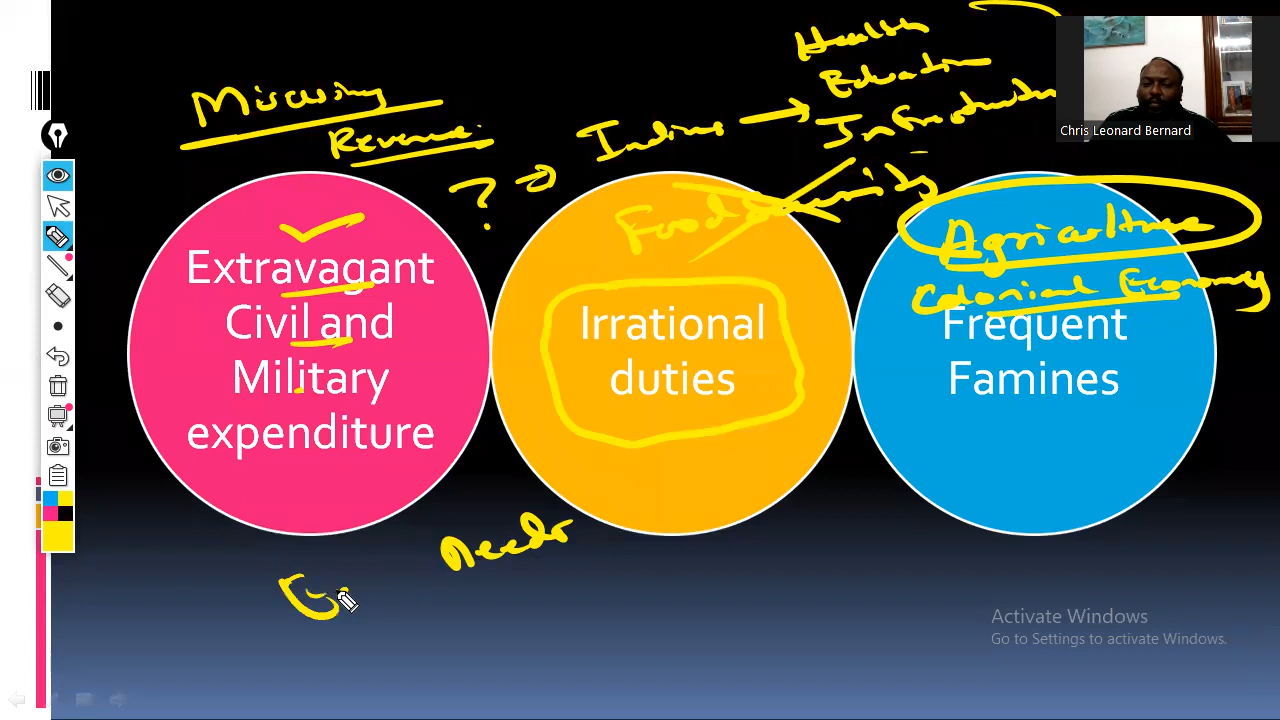 Health
Education
Infrastructure
Chris Leonard Bernard
Misusing
Revenue
Indians
?
Food Security
Agriculture
Colonial Economy
Extravagant
Civil and
Military
expenditure
Irrational
duties
Frequent
Famines
Needs
Activate Windows
Go to Settings to activate Windows.